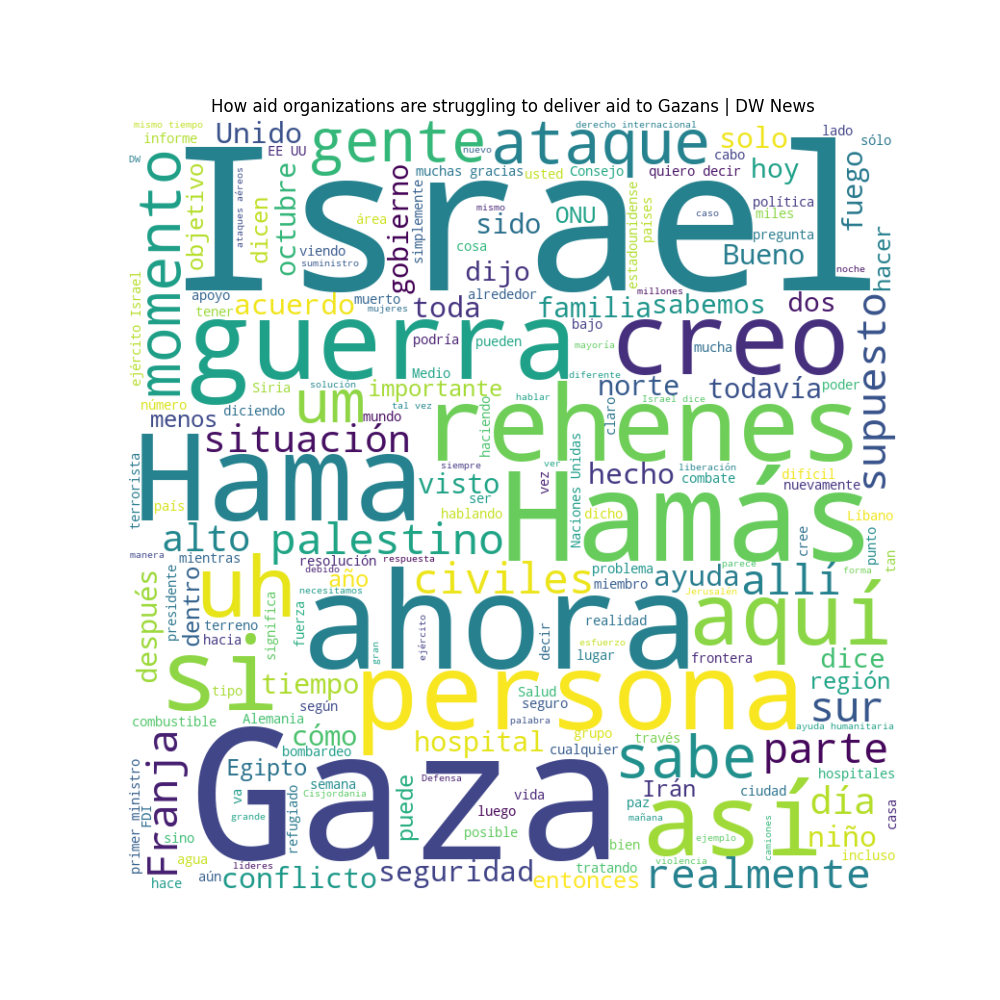 How aid organizations are struggling to deliver aid to Gazans | DW News
mismo tiempo
informe
Unido
EE UU
gente
nuevo
ataque
derecho internacional
solo
lado
sólo
DW
momento
objetivo
ataques aéreos
dicen
octubre
gobierno
muchas gracias
usted
Consejo
quiero decir
cabo
hoy
fuego
Israel
área
viendo
suministro
simplemente
mismo
cosa
sido
ONU
estadounidense
países
caso
política
miles
pregunta
Bueno
noche
hacer
dijo
ejército Israel
apoyo
tener
acuerdo
muerto
mujeres
toda
alrededor
familia
millones
sabemos
dos
supuesto
guerra
podría
pueden
bajo
mayoría
mucha
creo
Siria
solución
Medio
importante
diferente
norte
todavía
poder
número
menos
diciendo
um
mundo
tal vez
haciendo
hablar
rehenes
claro
Israel dice
situación
terrorista
Hama
país
visto
siempre
ser
hablando
ver
vez
Naciones Unidas
hecho
dicho
liberación
combate
difícil
nuevamente
Hamás
Líbano
alto
palestino
manera
mientras
resolución
respuesta
debido
año
necesitamos
civiles
problema
miembro
ayuda
parece
Jerusalén
allí
cree
forma
punto
tan
después
presidente
dentro
uh
terreno
hacia
significa
fuerza
ahora
gran
ejército
decir
realidad
esfuerzo
lugar
aquí
frontera
si
tipo
tiempo
según
persona
Salud
seguro
palabra
dice
región
sur
combustible
Alemania
cómo
bombardeo
hospital
grupo
cualquier
través
ayuda humanitaria
sabe
parte
hospitales
primer ministro
FDI
Franja
Gaza
va
grande
Egipto
semana
Cisjordania
refugiado
puede
Defensa
vida
luego
posible
Irán
paz
mañana
ciudad
día
casa
sino
agua
así
ejemplo
camiones
niño
bien
incluso
hace
aún
líderes
conflicto
seguridad
entonces
tratando
violencia
realmente